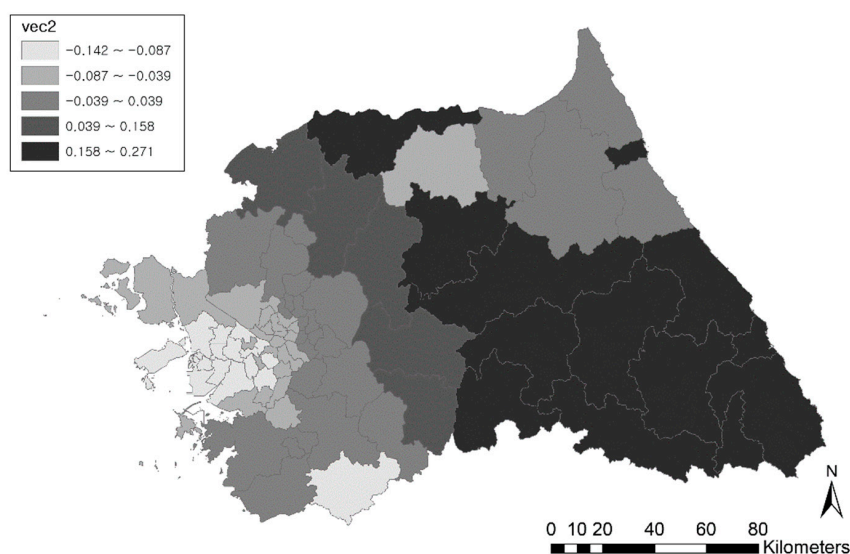 vec2
-0.142 ~ -0.087
-0.087 ~ -0.039
-0.039 ~ 0.039
0.039 ~ 0.158
0.158 ~ 0.271
N
0 10 20 40 60 80
Kilometers